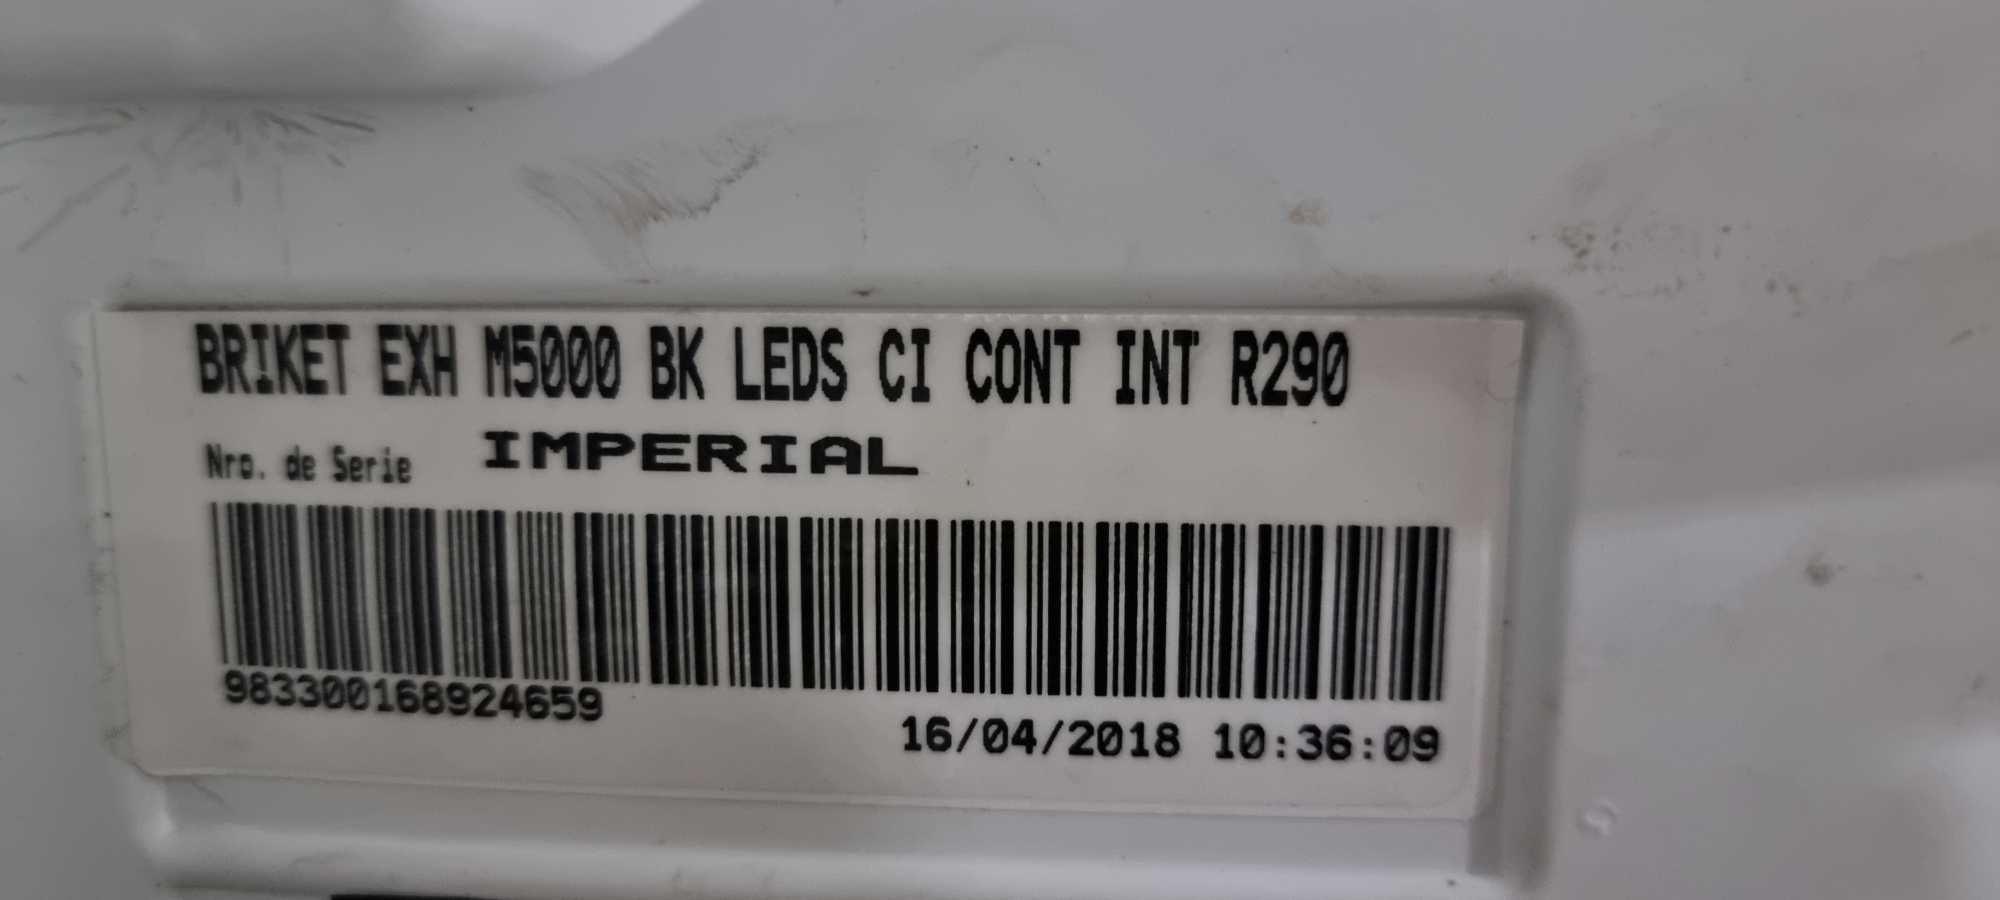 BRIKET EXH M5000 BK LEDS CI CONT INT R290
Nro. de Serie IMPERIAL
983300168924659
16/04/2018 10:36:09